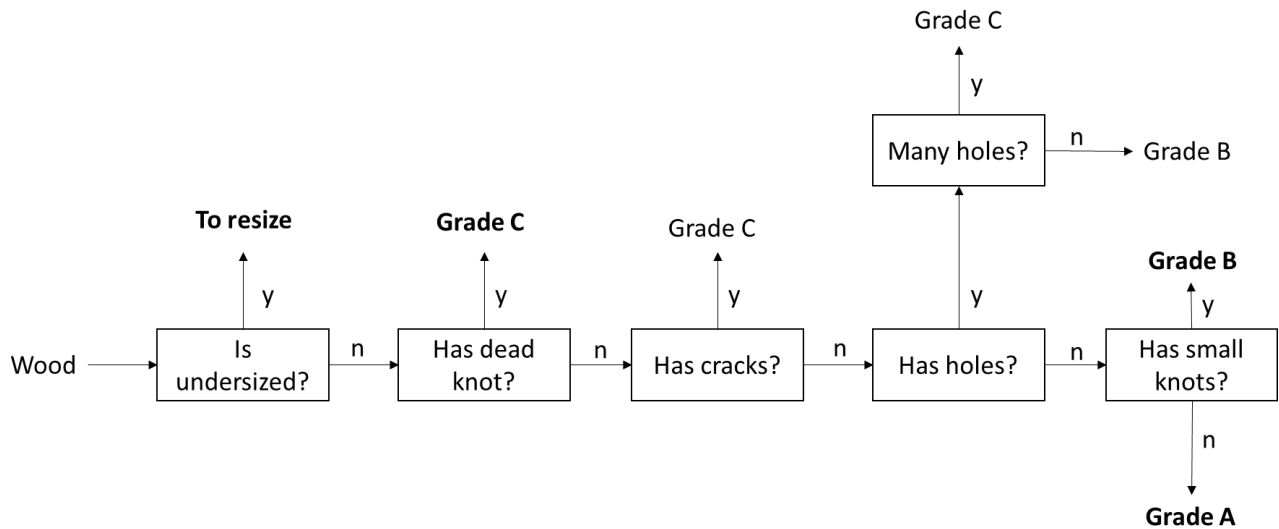 Grade C
y
Many holes?
n
Grade B
To resize
Grade C
Grade C
Grade B
y
y
y
y
y
Wood
Is
undersized?
n
Has dead
knot?
n
Has cracks?
n
Has holes?
n
Has small
knots?
n
Grade A